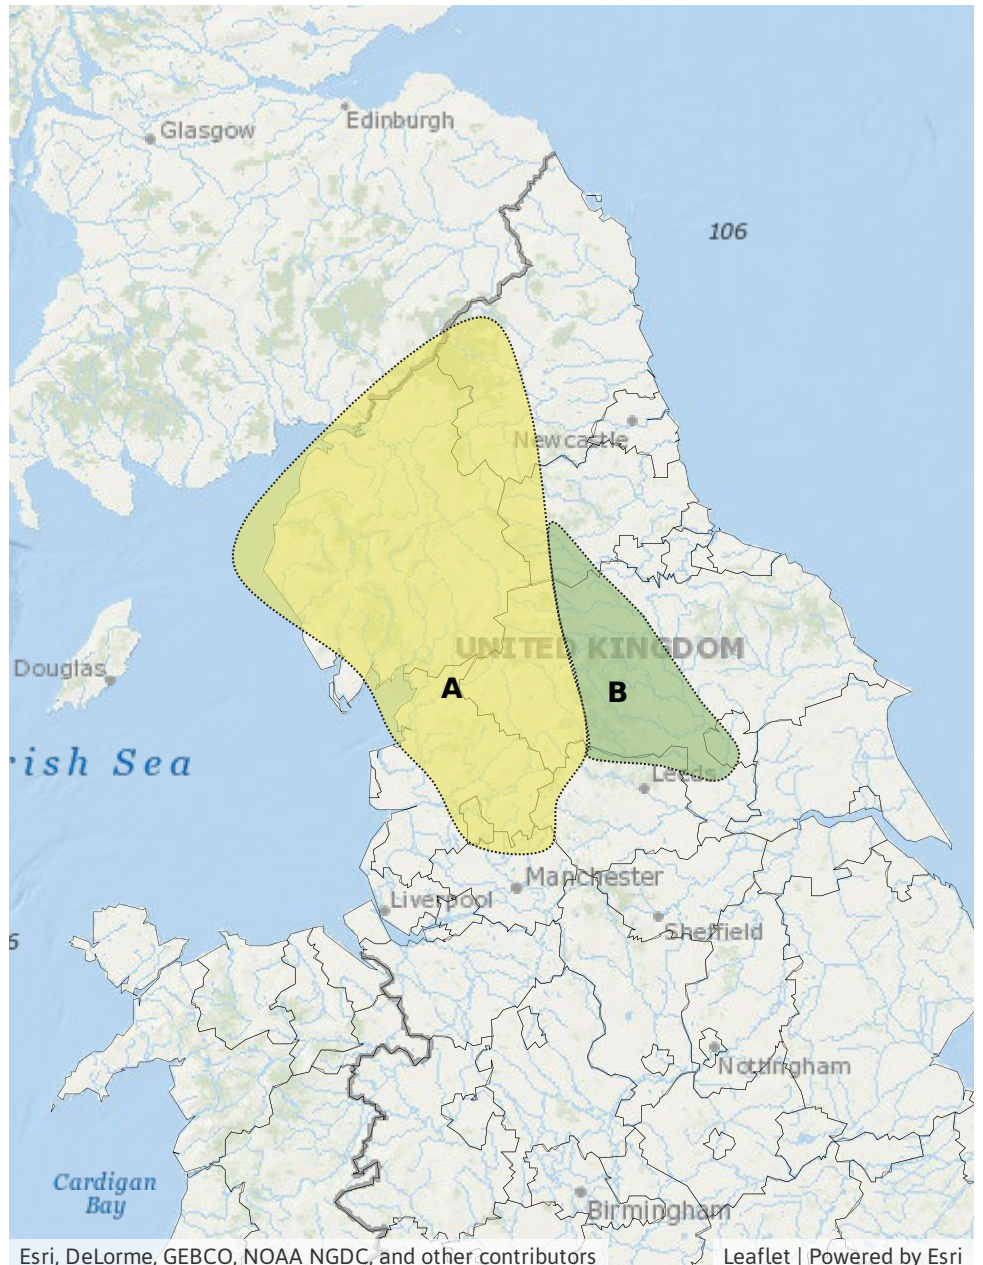 Glasgow
Edinburgh
106
Newcastle
UNITED KINGDOM
Douglas
A
B
rish Sea
Leeds
Manchester
Liverpool
Sheffield
6
Nottingham
Cardigan
Bay
Birmingham
Esri, DeLorme, GEBCO, NOAA NGDC, and other contributors
Leaflet | Powered by Esri